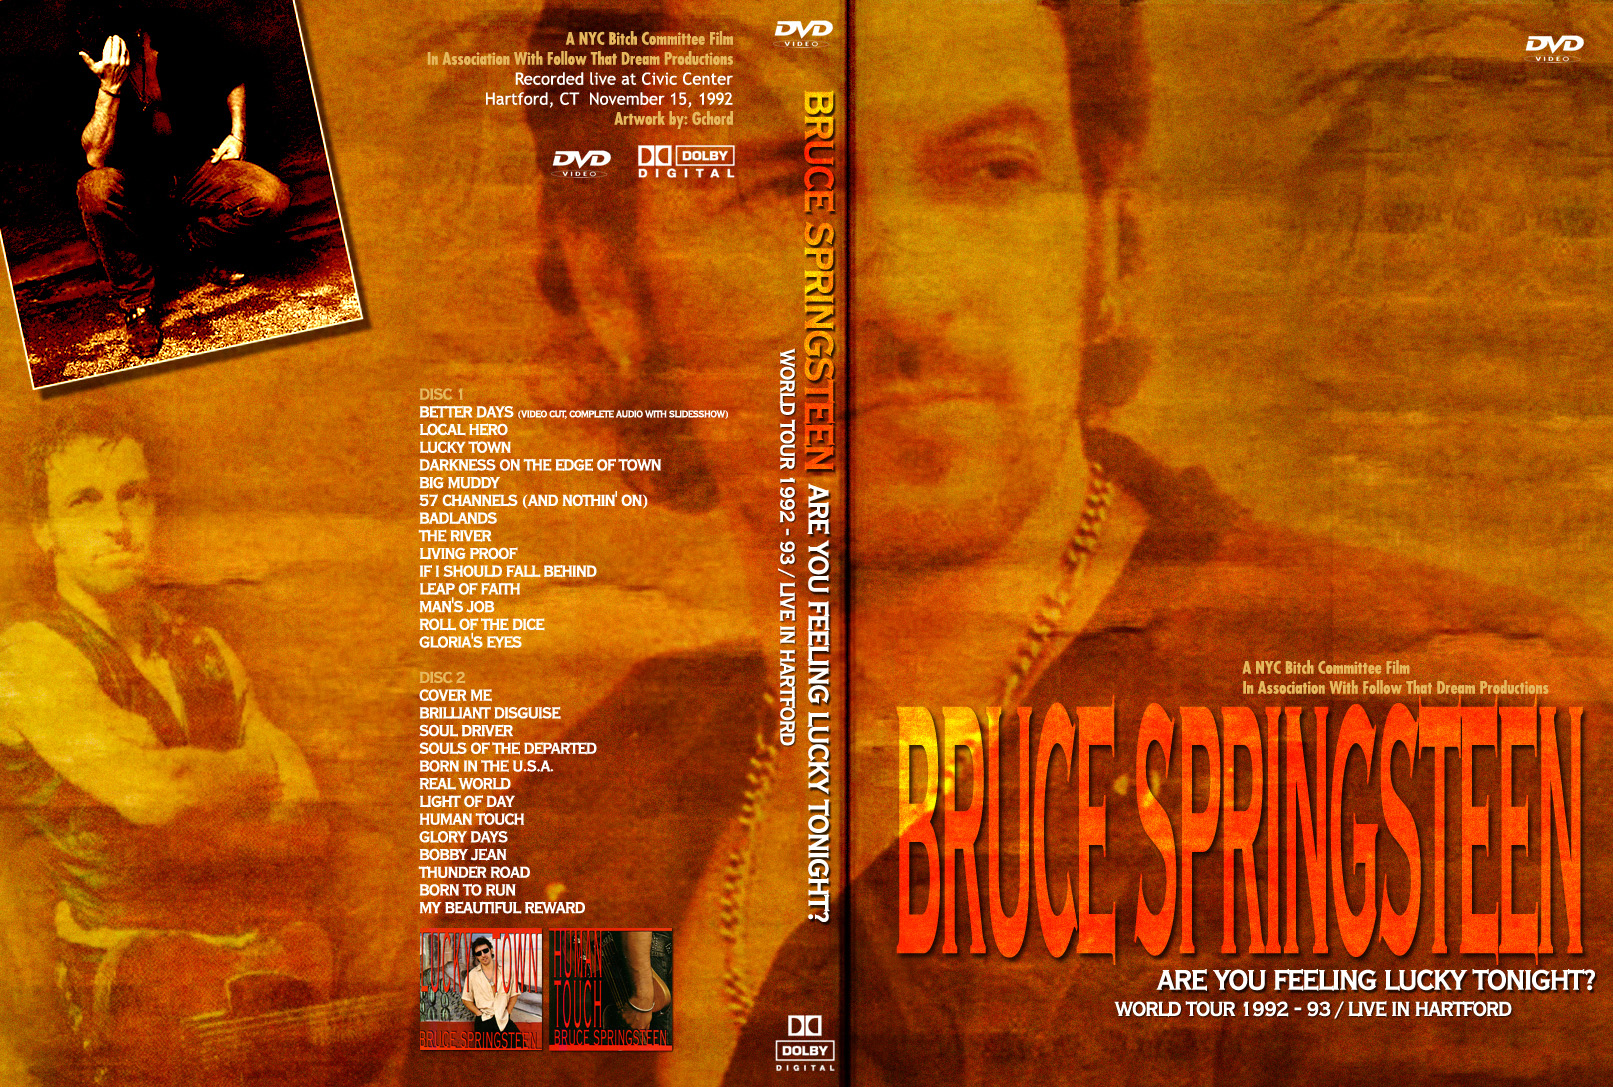 A NYC Bitch Committee Film
In Association With Follow That Dream Productions
Recorded live at Civic Center
Hartford, CT November 15, 1992
Artwork by: Gchord
DVD
VIDEO
DOLBY
DIGITAL
DISC 1
BETTER DAYS (VIDEO CUT, COMPLETE AUDIO WITH SLIDESSHOW)
LOCAL HERO
LUCKY TOWN
DARKNESS ON THE EDGE OF TOWN
BIG MUDDY
57 CHANNELS (AND NOTHIN' ON)
BADLANDS
THE RIVER
LIVING PROOF
IF I SHOULD FALL BEHIND
LEAP OF FAITH
MAN'S JOB
ROLL OF THE DICE
GLORIA'S EYES
DISC 2
COVER ME
BRILLIANT DISGUISE
SOUL DRIVER
SOULS OF THE DEPARTED
BORN IN THE U.S.A.
REAL WORLD
LIGHT OF DAY
HUMAN TOUCH
GLORY DAYS
BOBBY JEAN
THUNDER ROAD
BORN TO RUN
MY BEAUTIFUL REWARD
LUCKY TOWN
BRUCE SPRINGSTEEN
HUMAN
TOUCH
BRUCE SPRINGSTEEN
DVD
VIDEO
BRUCE SPRINGSTEEN ARE YOU FEELING LUCKY TONIGHT?
WORLD TOUR 1992 - 93 / LIVE IN HARTFORD
DOLBY
DIGITAL
DVD
VIDEO
A NYC Bitch Committee Film
In Association With Follow That Dream Productions
BRUCE SPRINGSTEEN
ARE YOU FEELING LUCKY TONIGHT?
WORLD TOUR 1992 - 93 / LIVE IN HARTFORD